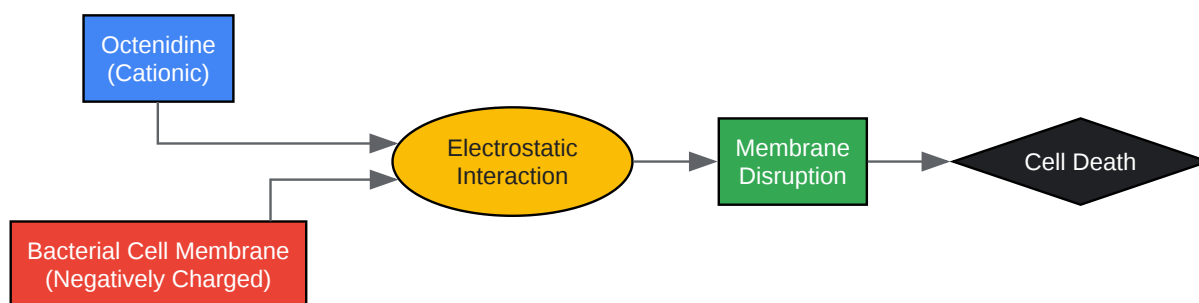 Octenidine
(Cationic)
Bacterial Cell Membrane
(Negatively Charged)
Electrostatic
Interaction
Membrane
Disruption
Cell Death